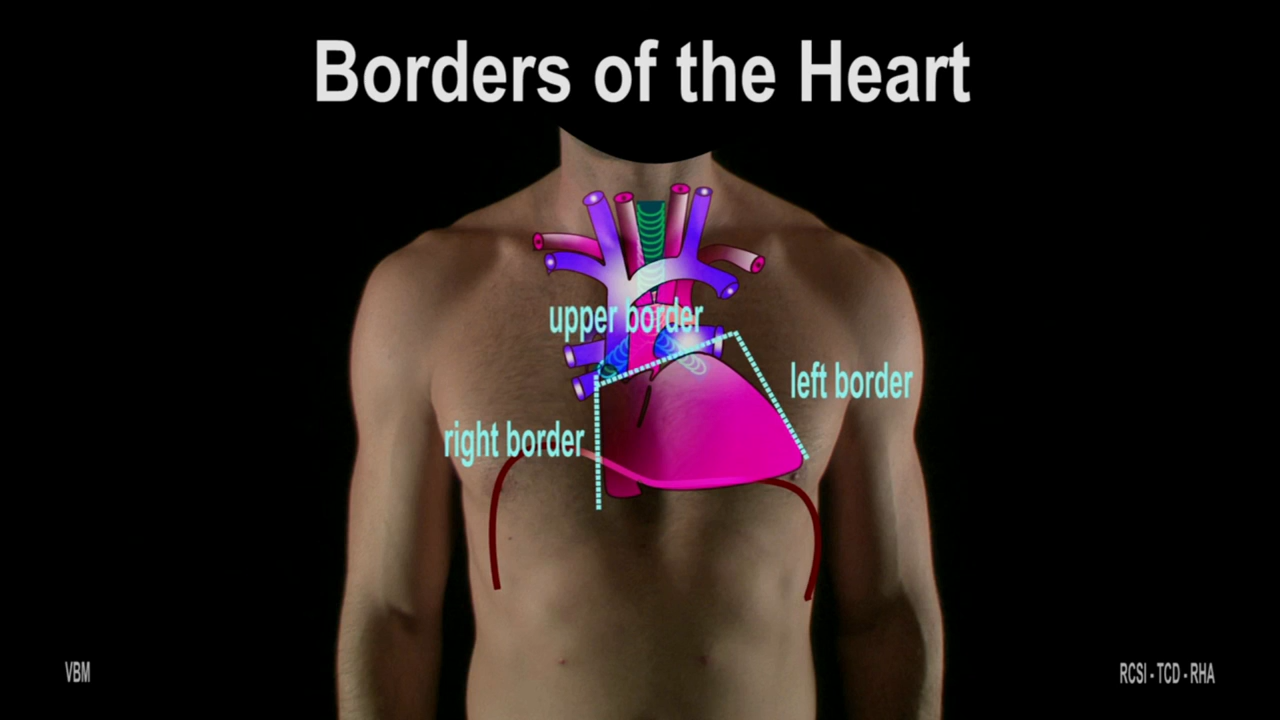 Borders of the Heart
upper border
left border
right border
VBM
RCSI - TCD - RHA